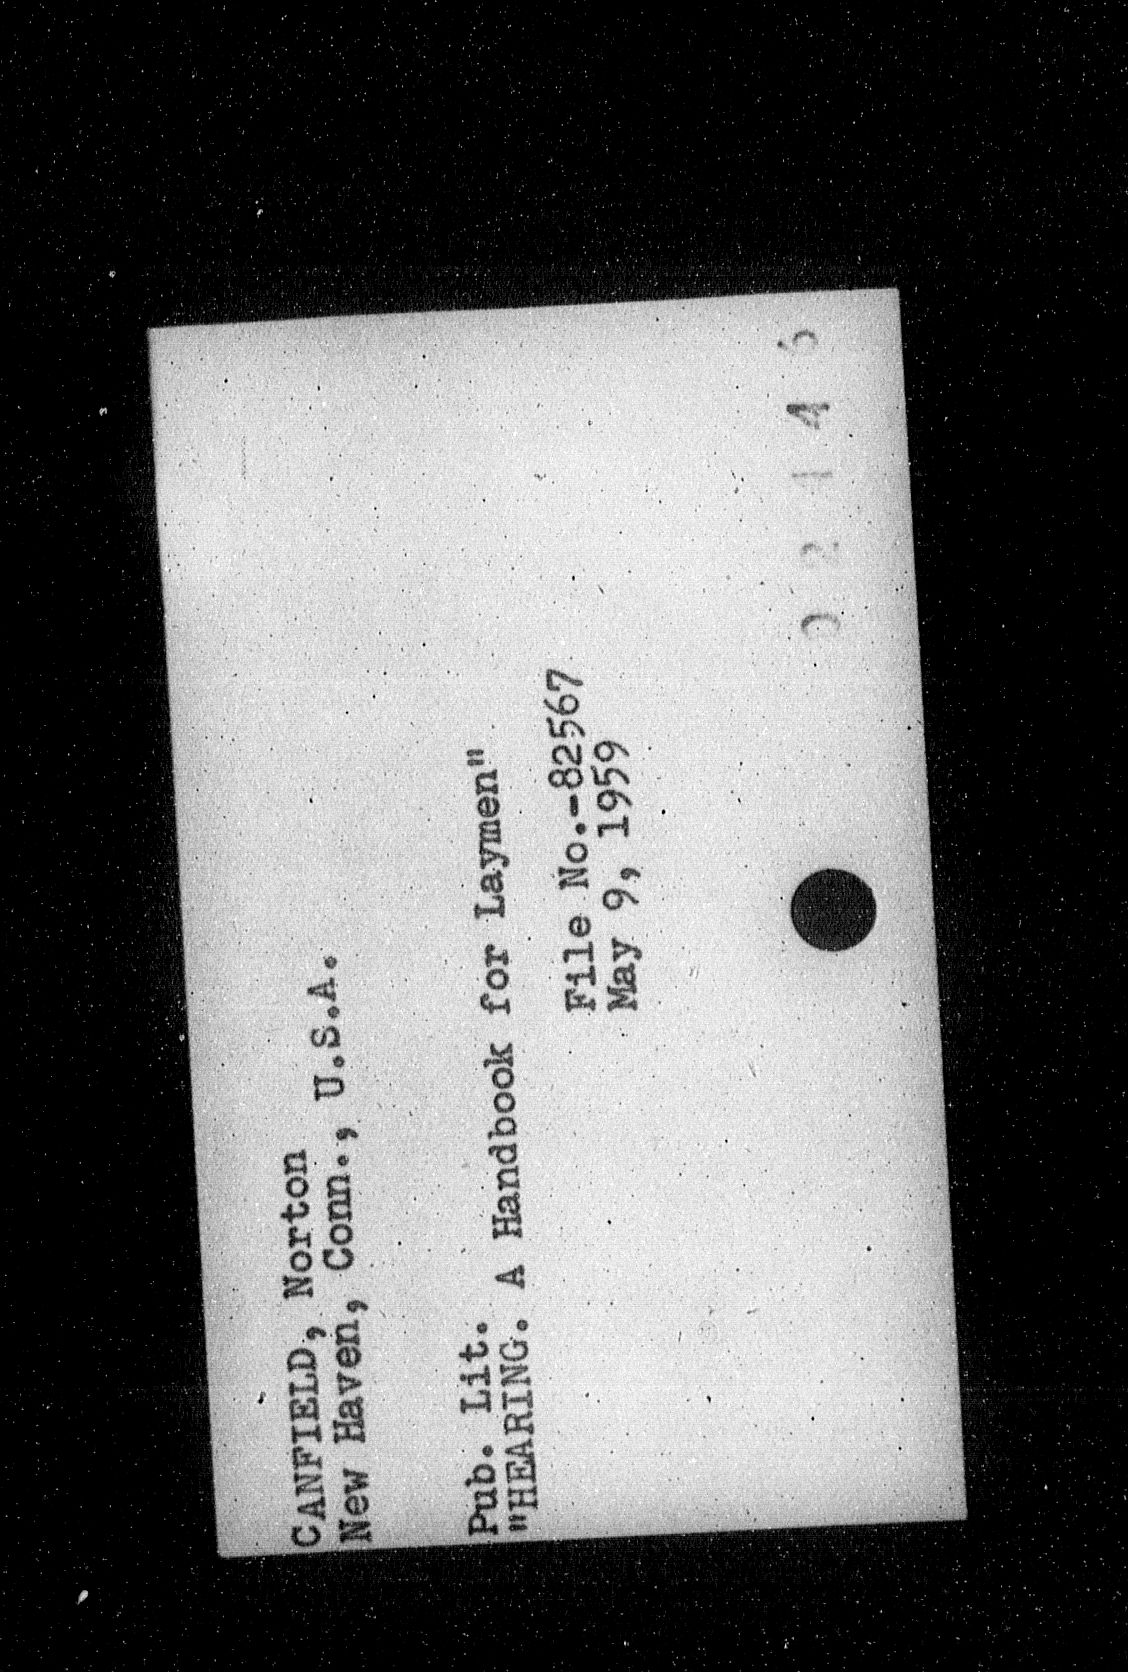 CANFIELD, Norton
New Haven, Conn., U.S.A.
Pub. Lit.
"HEARING. A Handbook for Laymen"
File No.-82567
May 9, 1959